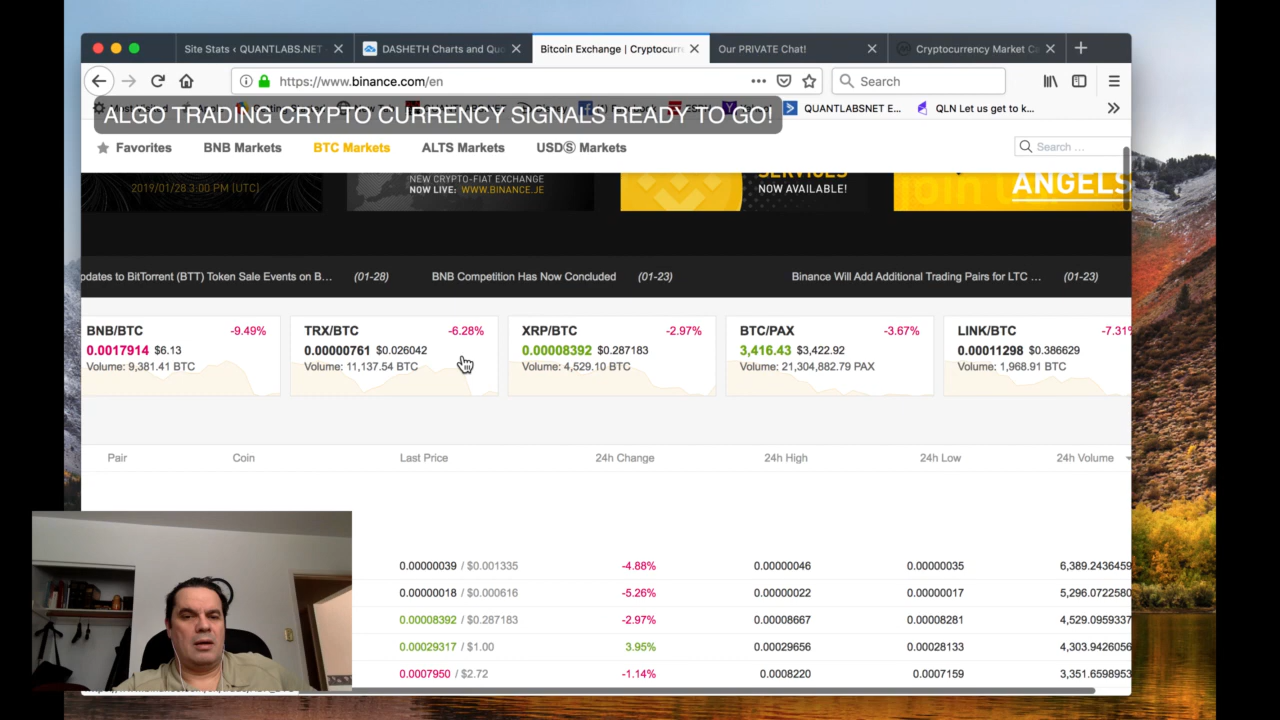 Site Stats ‹ QUANTLABS.NET
DASHETH Charts and Quo
Bitcoin Exchange | Cryptocurr
Our PRIVATE Chat!
Cryptocurrency Market Ca
https://www.binance.com/en
Search
QUANTLABSNET E...
QLN Let us get to k...
ALGO TRADING CRYPTO CURRENCY SIGNALS READY TO GO!
Favorites
BNB Markets
BTC Markets
ALTS Markets
USDⓈ Markets
Search ...
2019/01/28 3:00 PM (UTC)
NEW CRYPTO-FIAT EXCHANGE
NOW LIVE: WWW.BINANCE.JE
SERVICES
NOW AVAILABLE!
ANGELS
pdates to BitTorrent (BTT) Token Sale Events on B... (01-28)
BNB Competition Has Now Concluded (01-23)
Binance Will Add Additional Trading Pairs for LTC ... (01-23)
BNB/BTC -9.49%
0.0017914 $6.13
Volume: 9,381.41 BTC
TRX/BTC -6.28%
0.00000761 $0.026042
Volume: 11,137.54 BTC
XRP/BTC -2.97%
0.00008392 $0.287183
Volume: 4,529.10 BTC
BTC/PAX -3.67%
3,416.43 $3,422.92
Volume: 21,304,882.79 PAX
LINK/BTC -7.31%
0.00011298 $0.386629
Volume: 1,968.91 BTC
Pair Coin Last Price 24h Change 24h High 24h Low 24h Volume
0.00000039 / $0.001335 -4.88% 0.00000046 0.00000035 6,389.2436459
0.00000018 / $0.000616 -5.26% 0.00000022 0.00000017 5,296.0722580
0.00008392 / $0.287183 -2.97% 0.00008667 0.00008281 4,529.0959337
0.00029317 / $1.00 3.95% 0.00029656 0.00028133 4,303.9426056
0.0007950 / $2.72 -1.14% 0.0008220 0.0007159 3,351.6598953